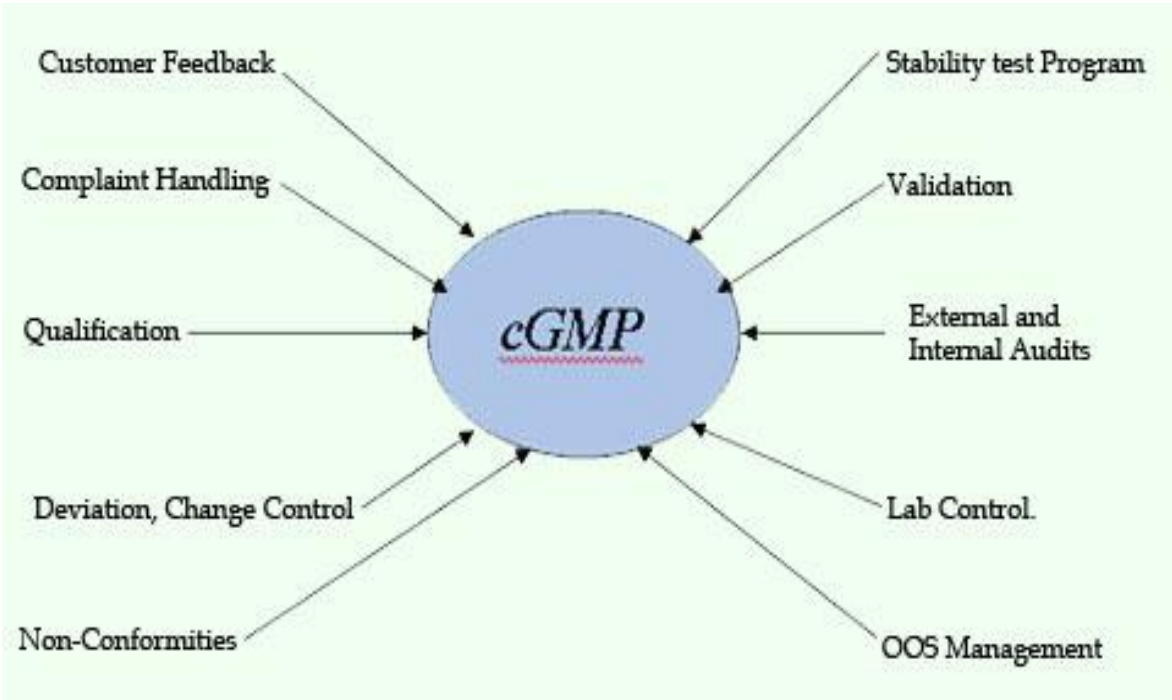 Customer Feedback
Stability test Program
Complaint Handling
Validation
cGMP
Qualification
External and
Internal Audits
Deviation, Change Control
Lab Control.
Non-Conformities
OOS Management